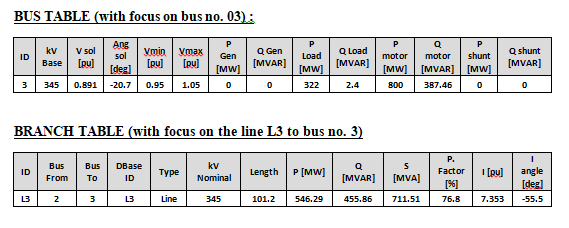 BUS TABLE (with focus on bus no. 03) :
ID | kV Base | V sol [pu] | Ang sol [deg] | Vmin [pu] | Vmax [pu] | P Gen [MW] | Q Gen [MVAR] | P Load [MW] | Q Load [MVAR] | P motor [MW] | Q motor [MVAR] | P shunt [MW] | Q shunt [MVAR]
3 | 345 | 0.891 | -20.7 | 0.95 | 1.05 | 0 | 0 | 322 | 2.4 | 800 | 387.46 | 0 | 0
BRANCH TABLE (with focus on the line L3 to bus no. 3)
ID | Bus From | Bus To | DBase ID | Type | kV Nominal | Length | P [MW] | Q [MVAR] | S [MVA] | P. Factor [%] | I [pu] | I angle [deg]
L3 | 2 | 3 | L3 | Line | 345 | 101.2 | 546.29 | 455.86 | 711.51 | 76.8 | 7.353 | -55.5